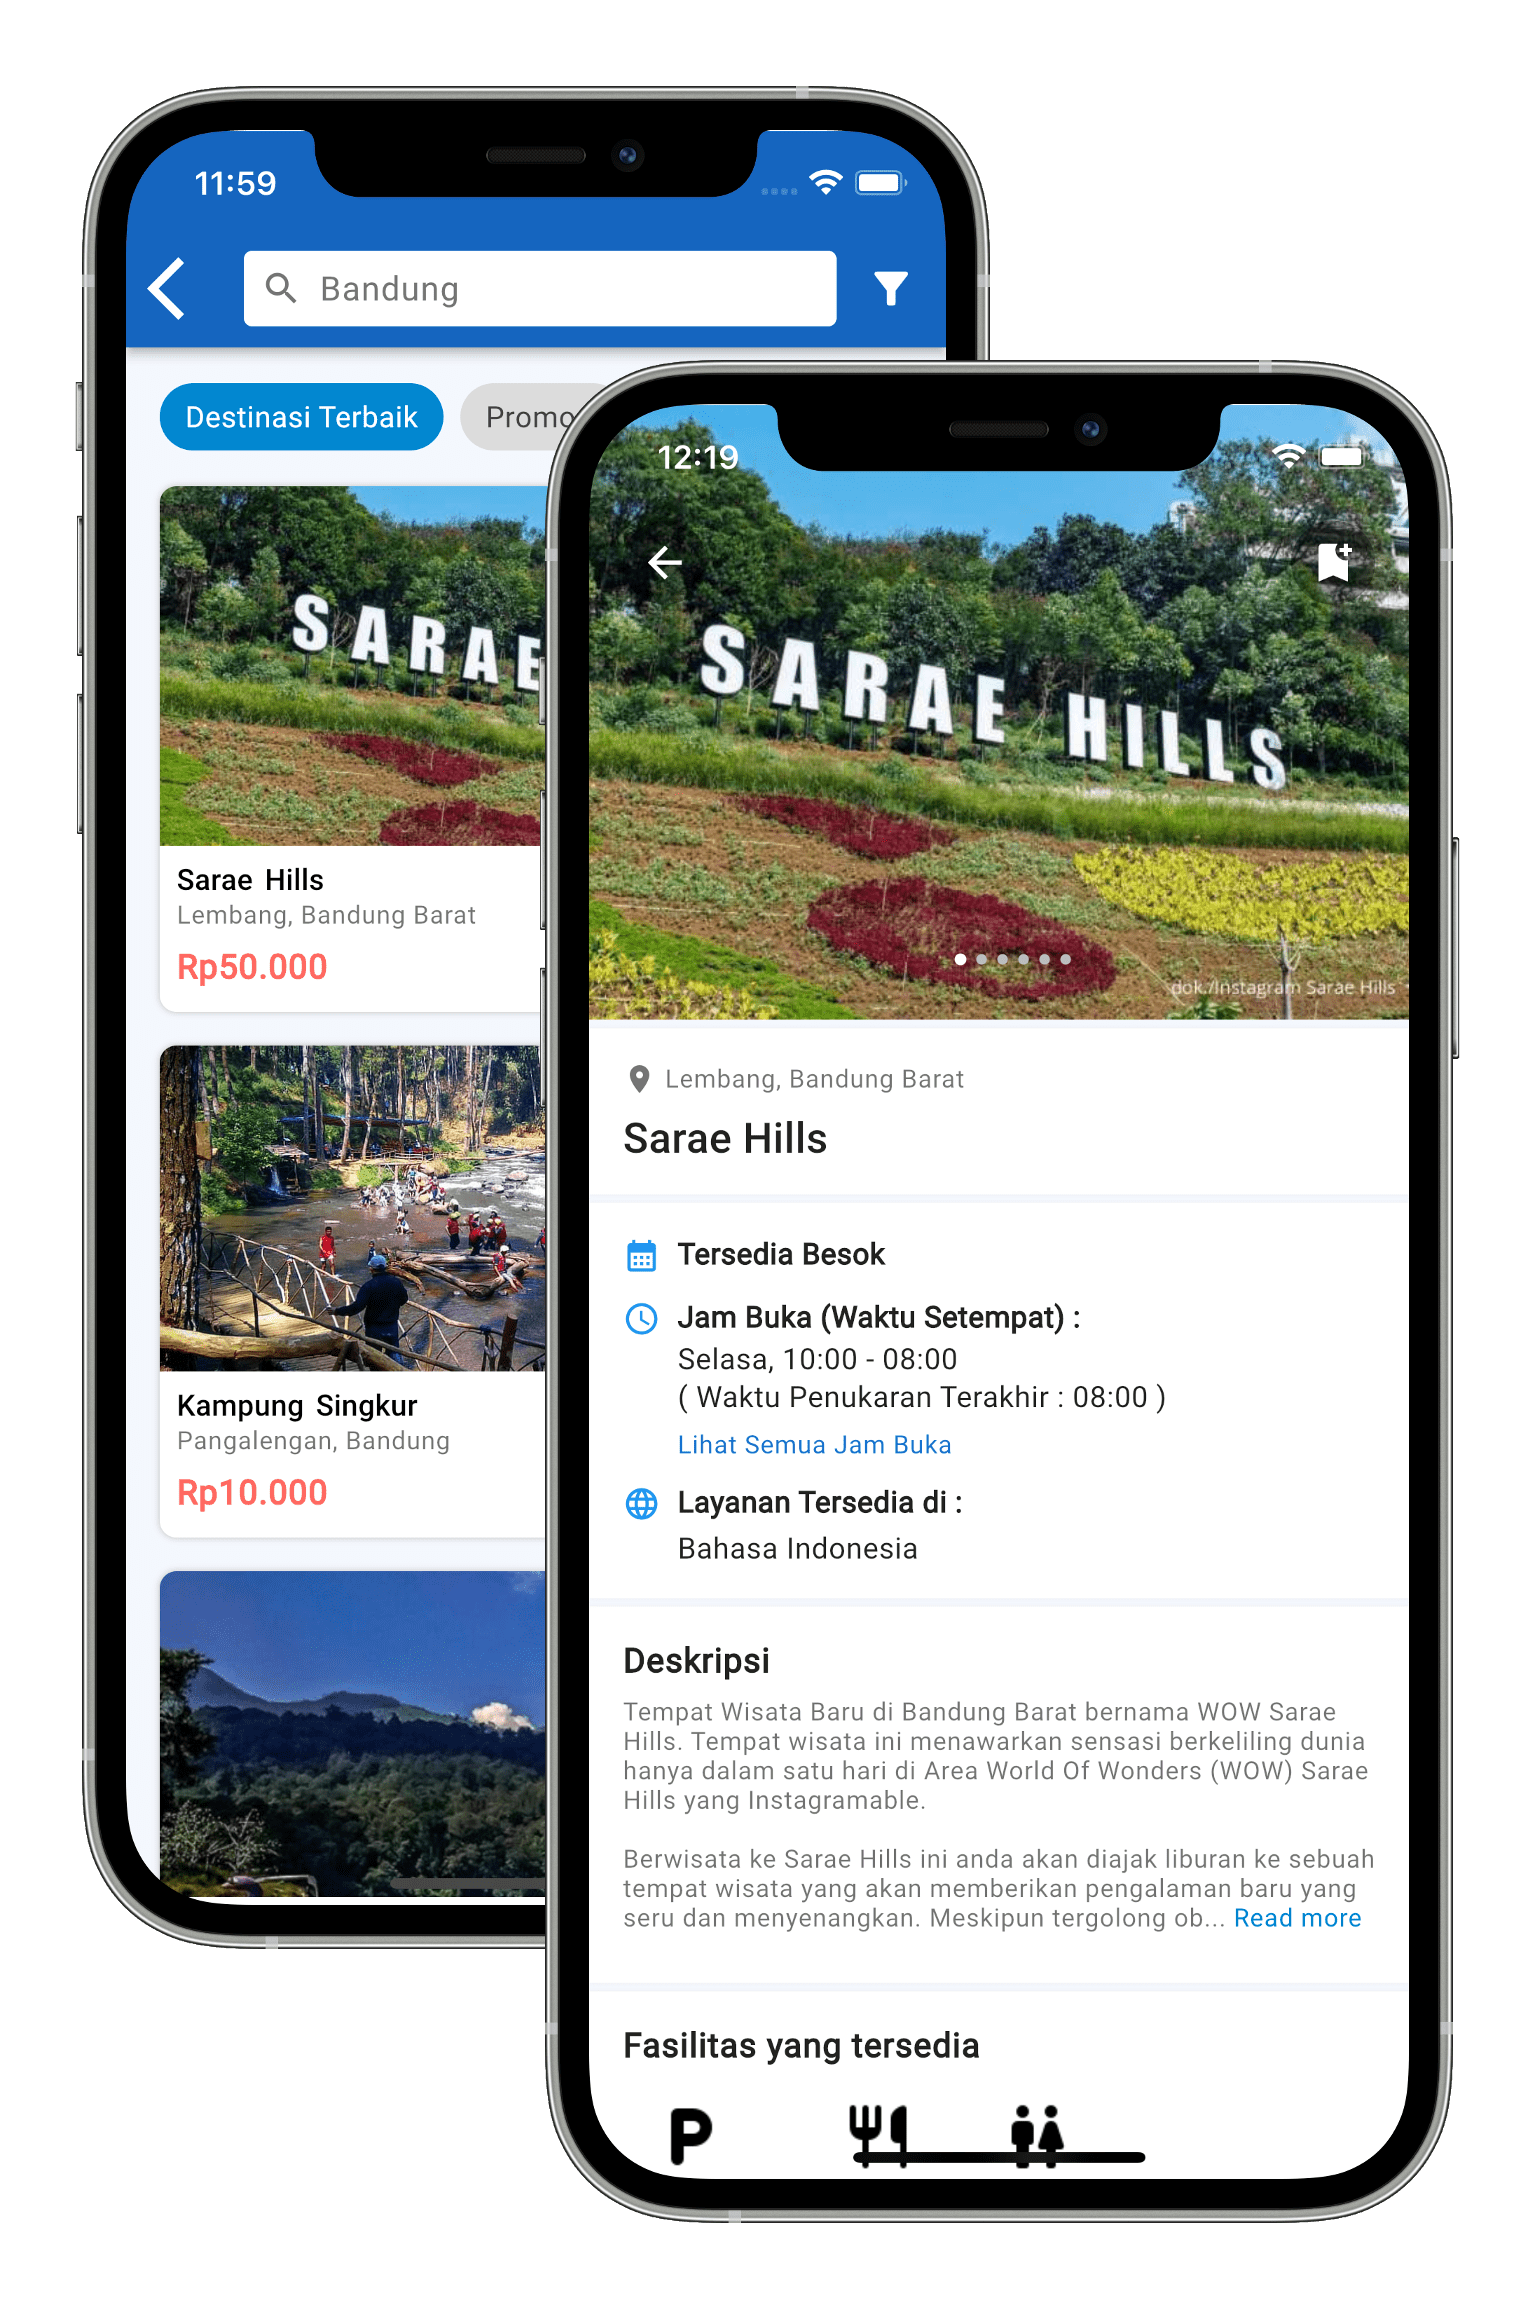 11:59
Bandung
Destinasi Terbaik
Promo
SARAE
Sarae Hills
Lembang, Bandung Barat
Rp50.000
Kampung Singkur
Pangalengan, Bandung
Rp10.000
12:19
SARAE HILLS
dok./Instagram Sarae Hills
Lembang, Bandung Barat
Sarae Hills
Tersedia Besok
Jam Buka (Waktu Setempat) :
Selasa, 10:00 - 08:00
( Waktu Penukaran Terakhir : 08:00 )
Lihat Semua Jam Buka
Layanan Tersedia di :
Bahasa Indonesia
Deskripsi
Tempat Wisata Baru di Bandung Barat bernama WOW Sarae
Hills. Tempat wisata ini menawarkan sensasi berkeliling dunia
hanya dalam satu hari di Area World Of Wonders (WOW) Sarae
Hills yang Instagramable.
Berwisata ke Sarae Hills ini anda akan diajak liburan ke sebuah
tempat wisata yang akan memberikan pengalaman baru yang
seru dan menyenangkan. Meskipun tergolong ob... Read more
Fasilitas yang tersedia
P